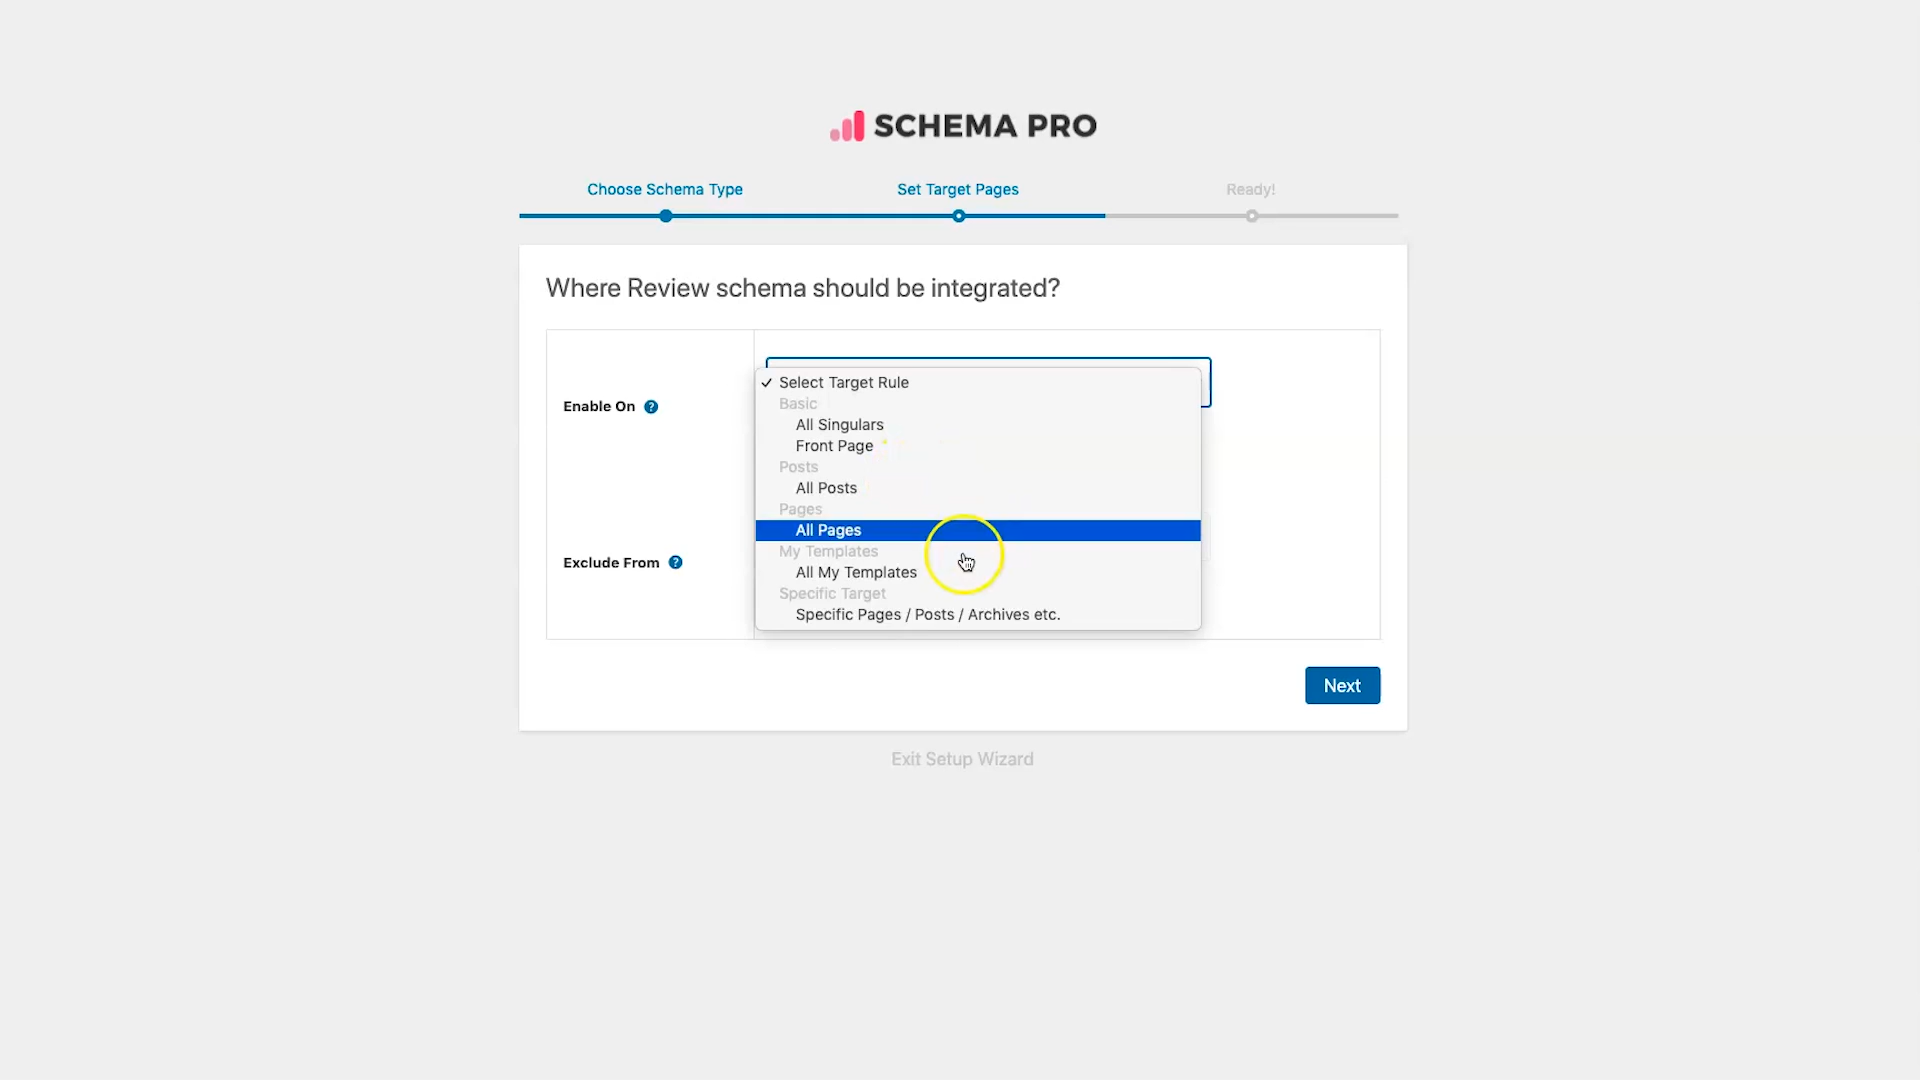 SCHEMA PRO
Choose Schema Type
Set Target Pages
Ready!
Where Review schema should be integrated?
Enable On ?
✓ Select Target Rule
Basic
All Singulars
Front Page
Posts
All Posts
Pages
All Pages
My Templates
All My Templates
Specific Target
Specific Pages / Posts / Archives etc.
Exclude From ?
Next
Exit Setup Wizard